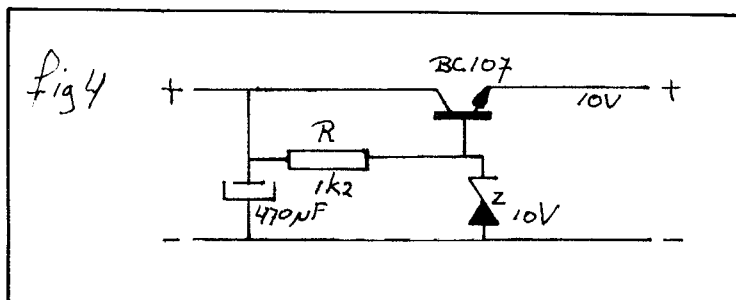 fig 4
BC107
+ 10V +
R
1k2
470µF
Z 10V
- -